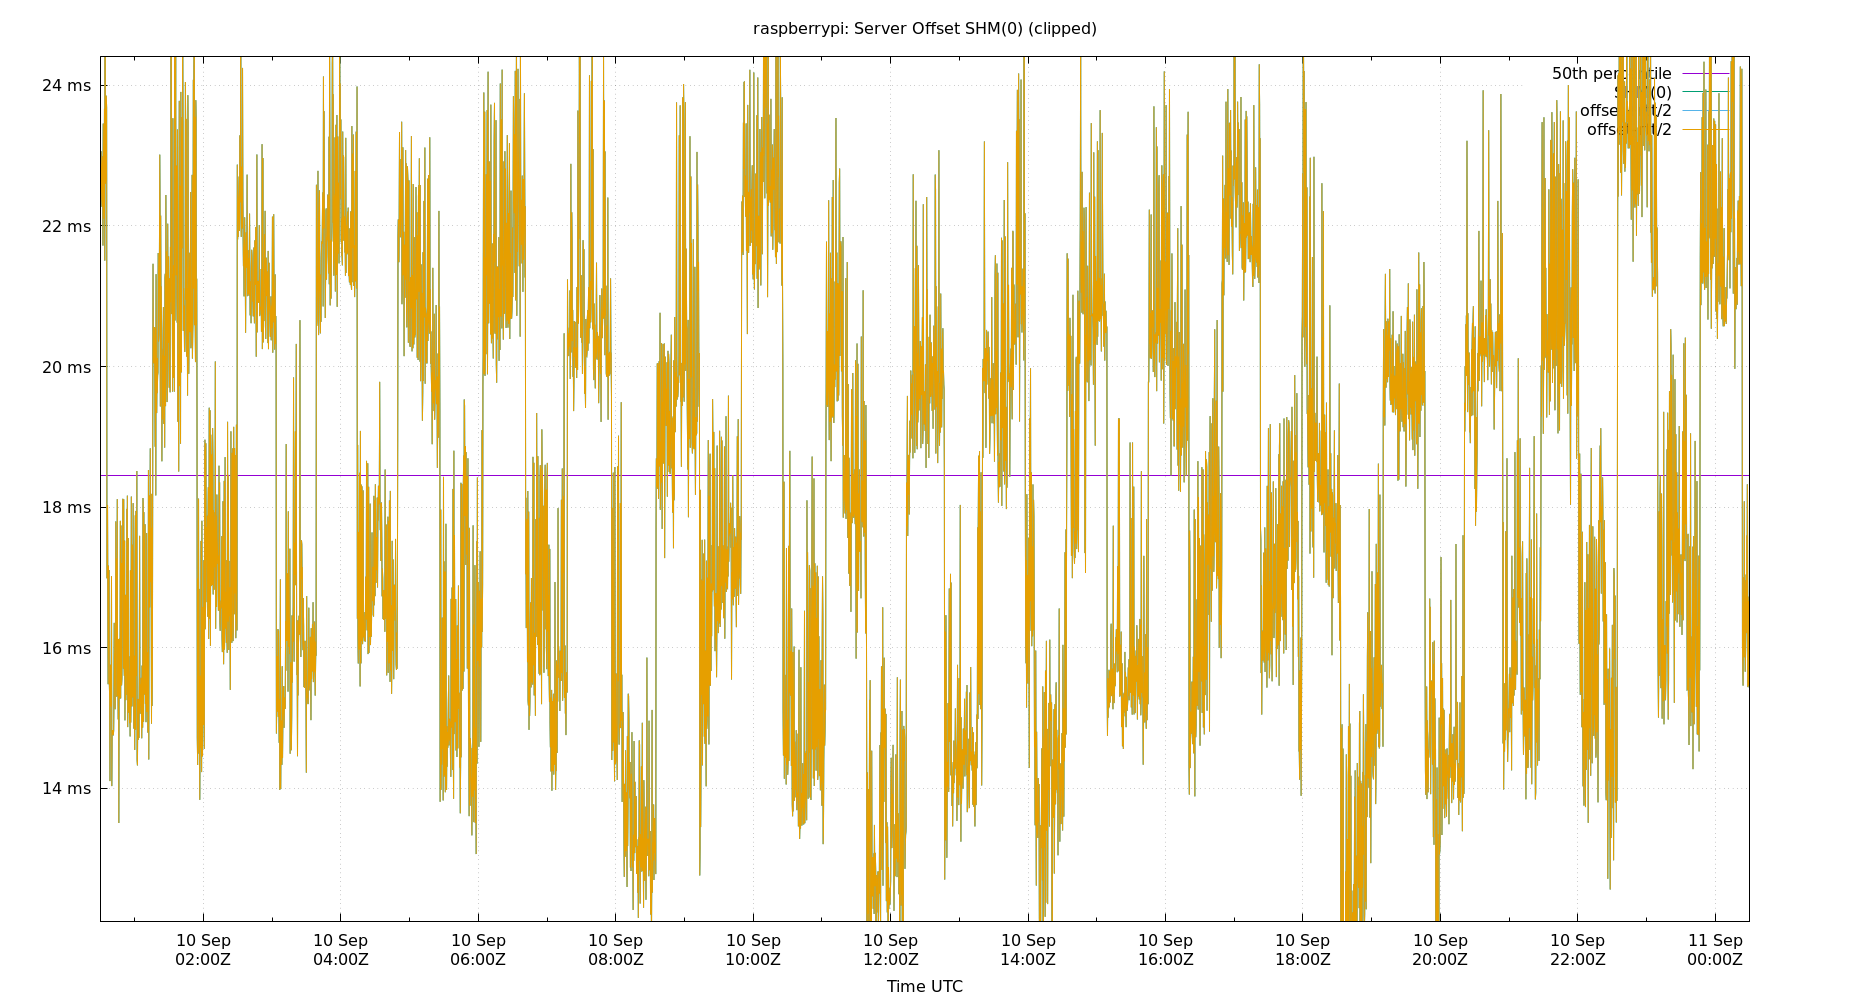 raspberrypi: Server Offset SHM(0) (clipped)
24 ms
22 ms
20 ms
18 ms
16 ms
14 ms
50th
SHM(0)
10 Sep 10 Sep 10 Sep 10 Sep 10 Sep 10 Sep 10 Sep 10 Sep 10 Sep 10 Sep 10 Sep 11 Sep
02:00Z 04:00Z 06:00Z 08:00Z 10:00Z 12:00Z 14:00Z 16:00Z 18:00Z 20:00Z 22:00Z 00:00Z
Time UTC